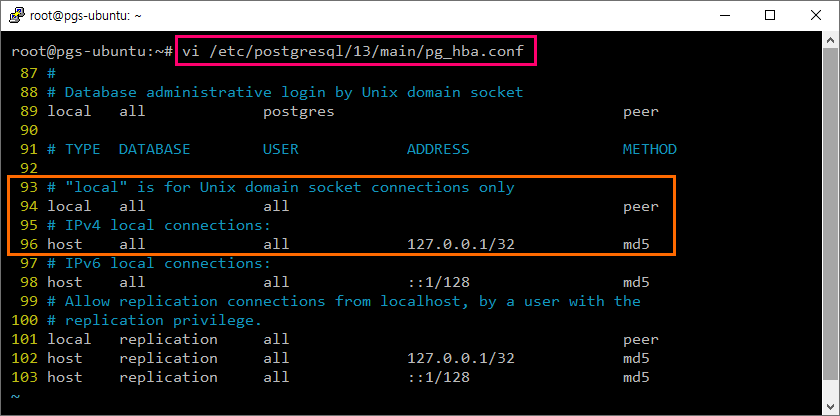 root@pgs-ubuntu: ~
root@pgs-ubuntu:~# vi /etc/postgresql/13/main/pg_hba.conf
87 #
88 # Database administrative login by Unix domain socket
89 local   all             postgres                                peer
90
91 # TYPE  DATABASE        USER            ADDRESS                 METHOD
92
93 # "local" is for Unix domain socket connections only
94 local   all             all                                     peer
95 # IPv4 local connections:
96 host    all             all             127.0.0.1/32            md5
97 # IPv6 local connections:
98 host    all             all             ::1/128                 md5
99 # Allow replication connections from localhost, by a user with the
100 # replication privilege.
101 local   replication     all                                     peer
102 host    replication     all             127.0.0.1/32            md5
103 host    replication     all             ::1/128                 md5
~